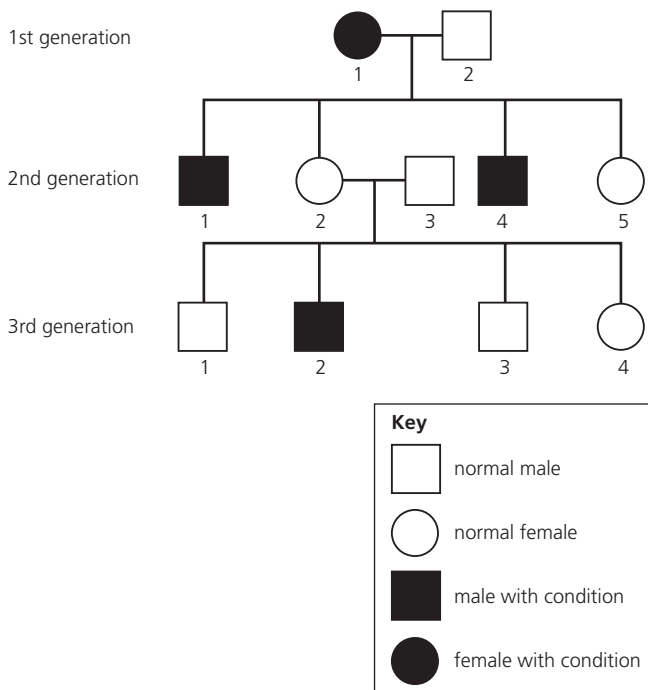 1st generation
1 2
2nd generation
1 2 3 4 5
3rd generation
1 2 3 4
Key
normal male
normal female
male with condition
female with condition